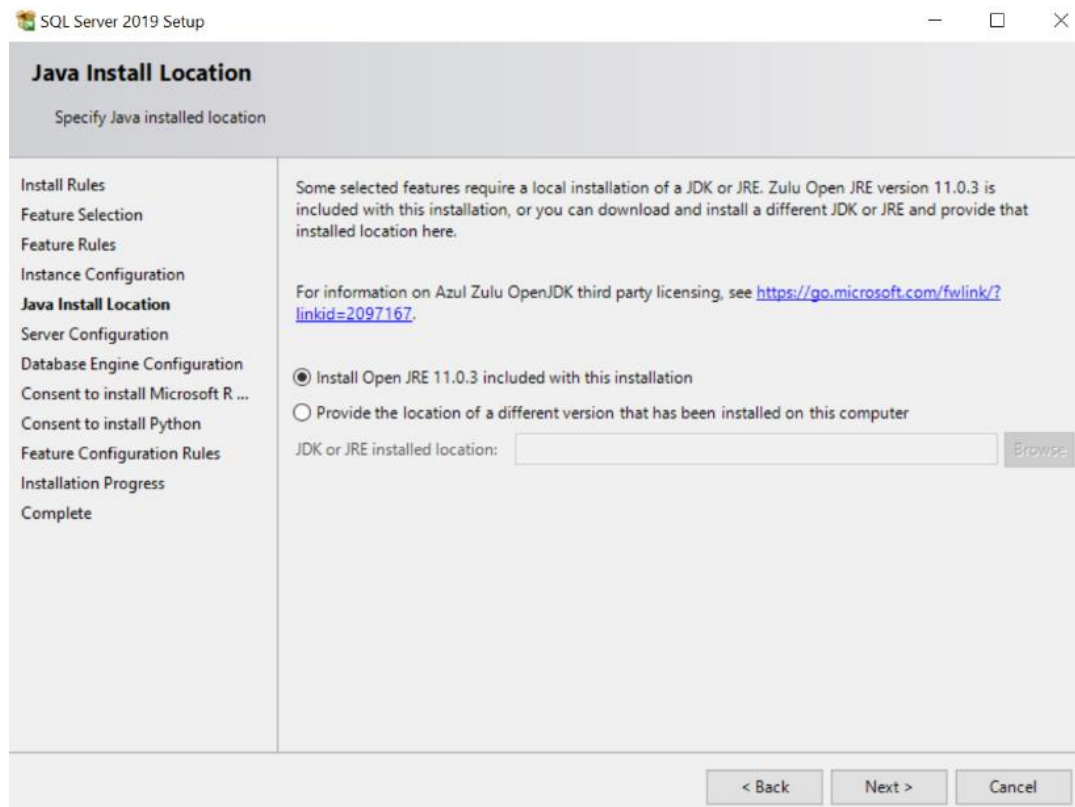 SQL Server 2019 Setup
Java Install Location
Specify Java installed location
Install Rules
Feature Selection
Feature Rules
Instance Configuration
Java Install Location
Server Configuration
Database Engine Configuration
Consent to install Microsoft R ...
Consent to install Python
Feature Configuration Rules
Installation Progress
Complete
Some selected features require a local installation of a JDK or JRE. Zulu Open JRE version 11.0.3 is
included with this installation, or you can download and install a different JDK or JRE and provide that
installed location here.
For information on Azul Zulu OpenJDK third party licensing, see https://go.microsoft.com/fwlink/?
linkid=2097167.
Install Open JRE 11.0.3 included with this installation
Provide the location of a different version that has been installed on this computer
JDK or JRE installed location:
Browse
< Back
Next >
Cancel